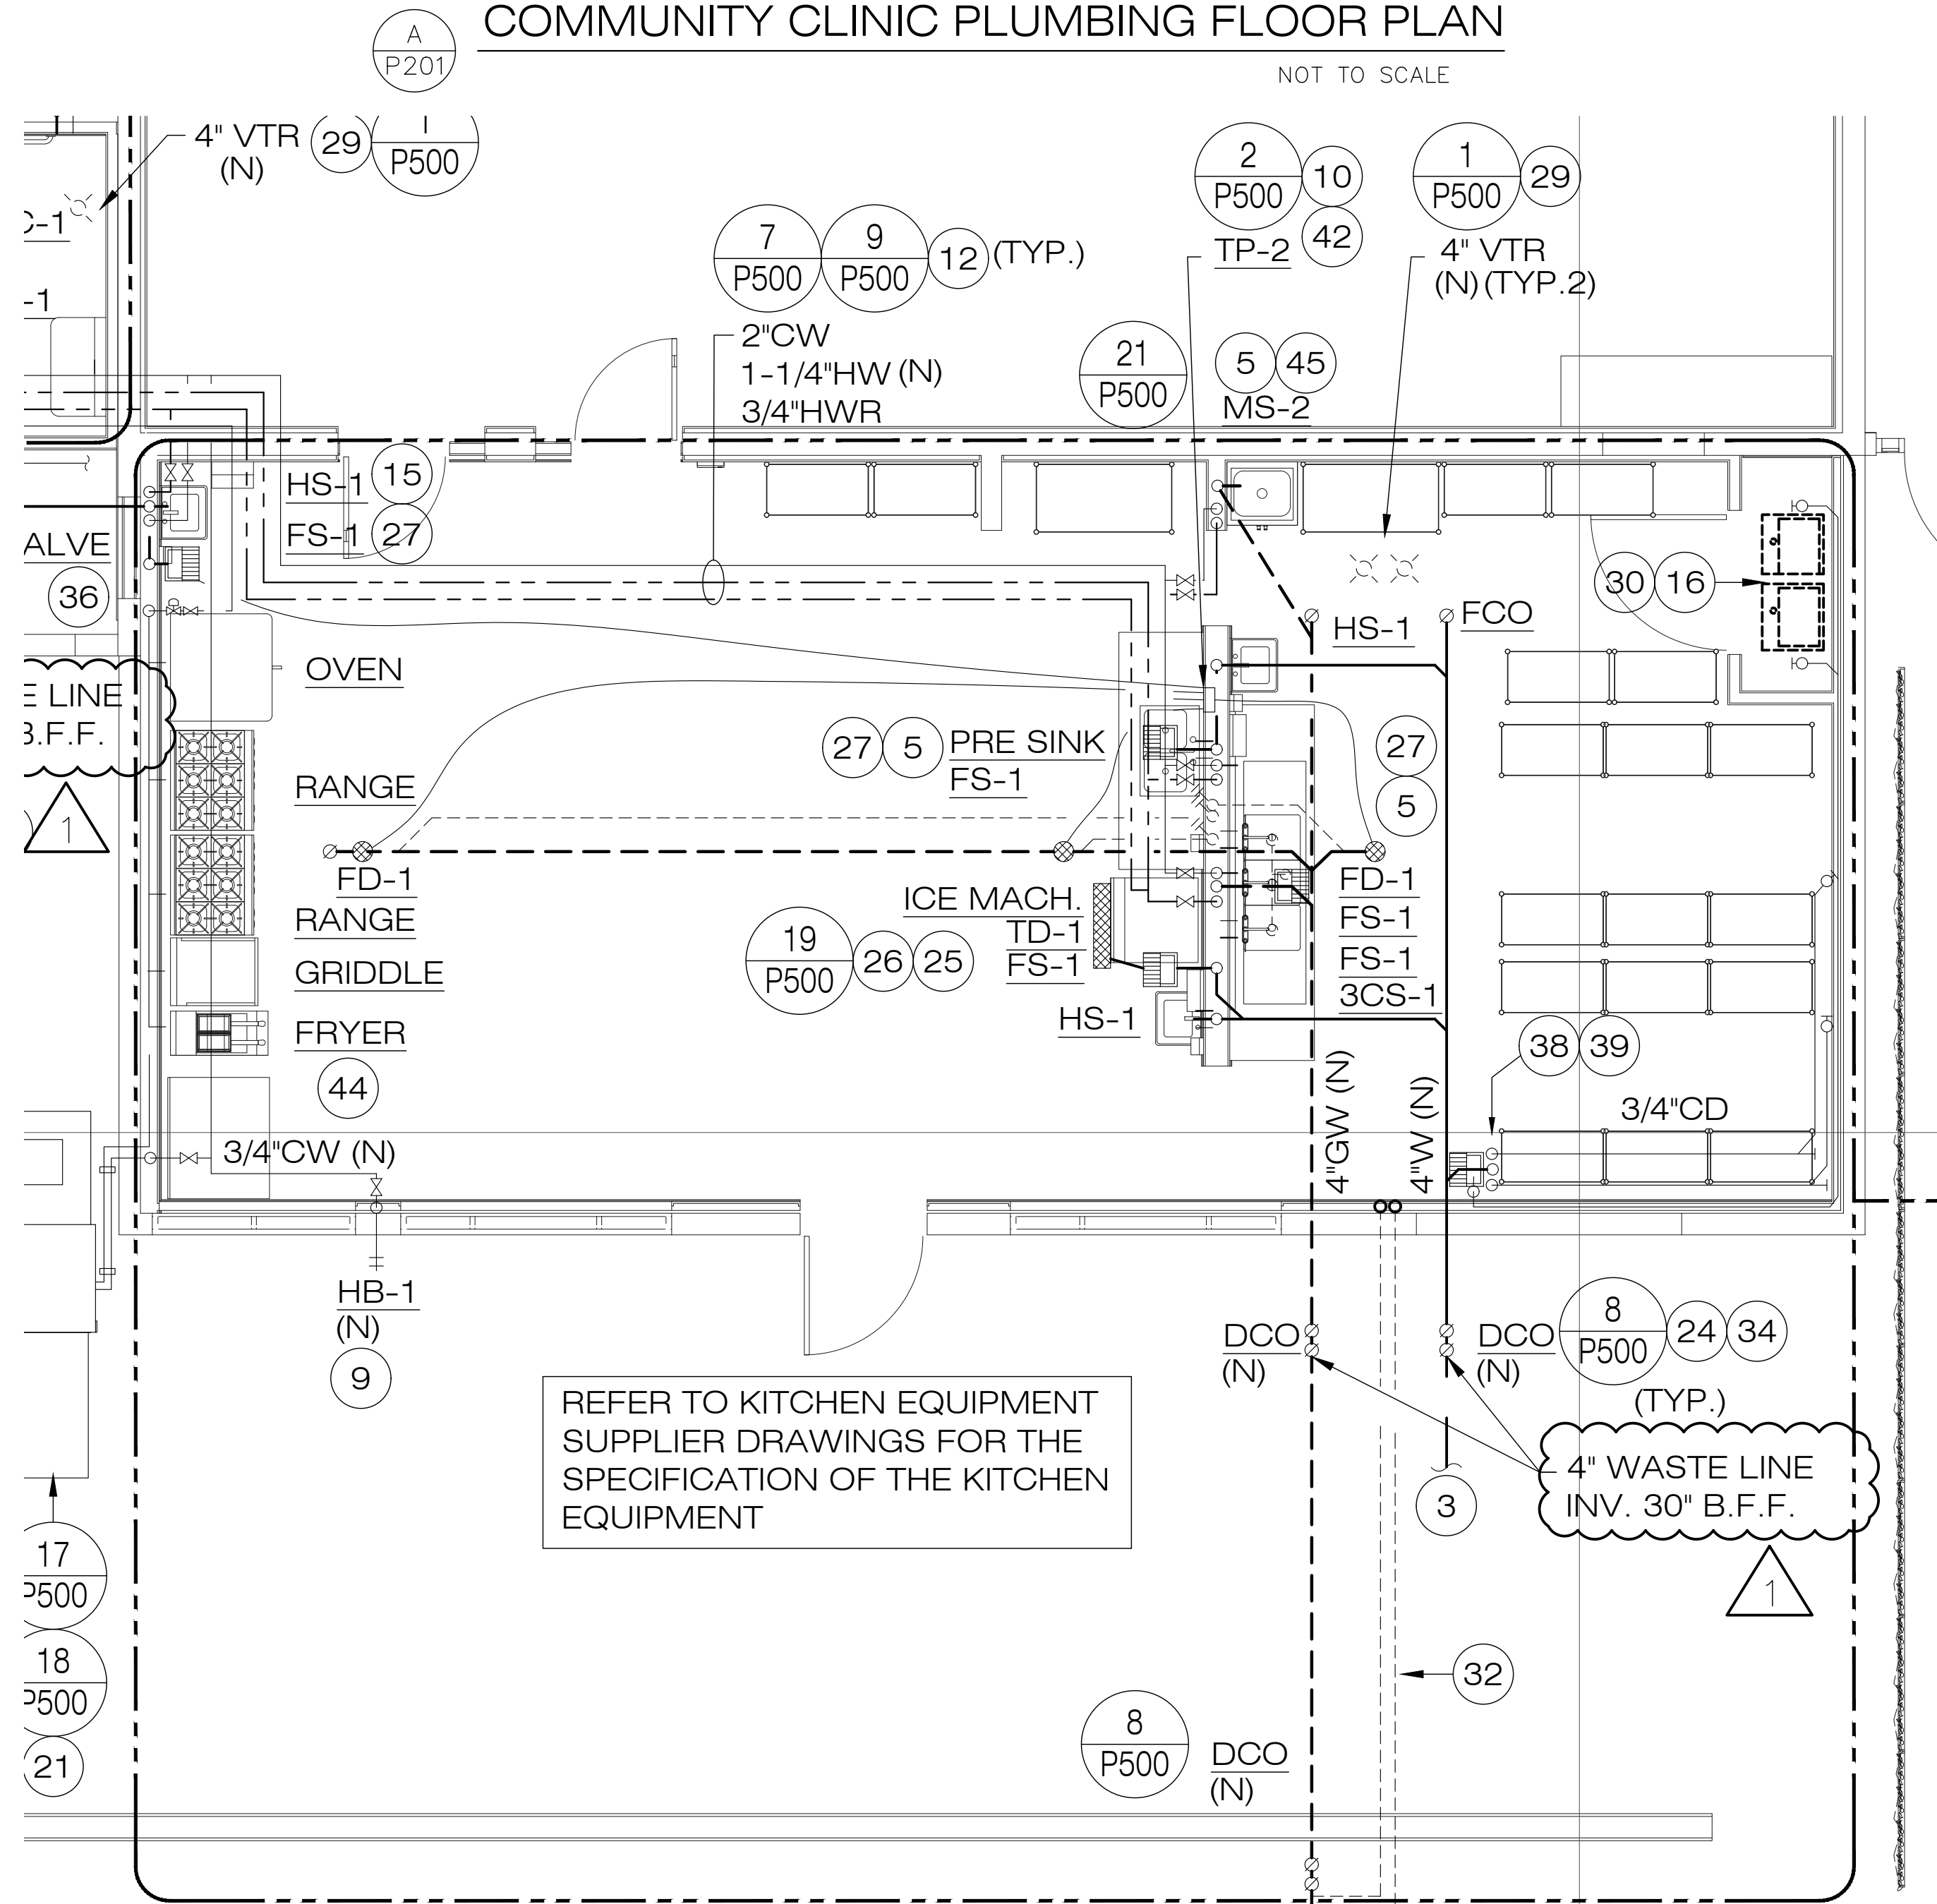 COMMUNITY CLINIC PLUMBING FLOOR PLAN
A
P201
NOT TO SCALE
4" VTR
(N)
29
P500
2
P500
10
42
TP-2
1
P500
29
4" VTR
(N)(TYP.2)
7
P500
9
P500
12
(TYP.)
2"CW
1-1/4"HW (N)
3/4"HWR
21
P500
5
45
MS-2
C-1
-1
HS-1
15
FS-1
27
ALVE
36
30
16
HS-1
FCO
OVEN
E LINE
B.F.F.
1
27
5
PRE SINK
FS-1
27
5
RANGE
FD-1
RANGE
GRIDDLE
FRYER
44
ICE MACH.
TD-1
FS-1
19
P500
26
25
HS-1
FD-1
FS-1
FS-1
3CS-1
38
39
3/4"CD
4"GW (N)
4"W (N)
3/4"CW (N)
HB-1
(N)
9
DCO
(N)
DCO
(N)
8
P500
24
34
(TYP.)
REFER TO KITCHEN EQUIPMENT
SUPPLIER DRAWINGS FOR THE
SPECIFICATION OF THE KITCHEN
EQUIPMENT
4" WASTE LINE
INV. 30" B.F.F.
1
3
17
P500
18
P500
21
32
8
P500
DCO
(N)